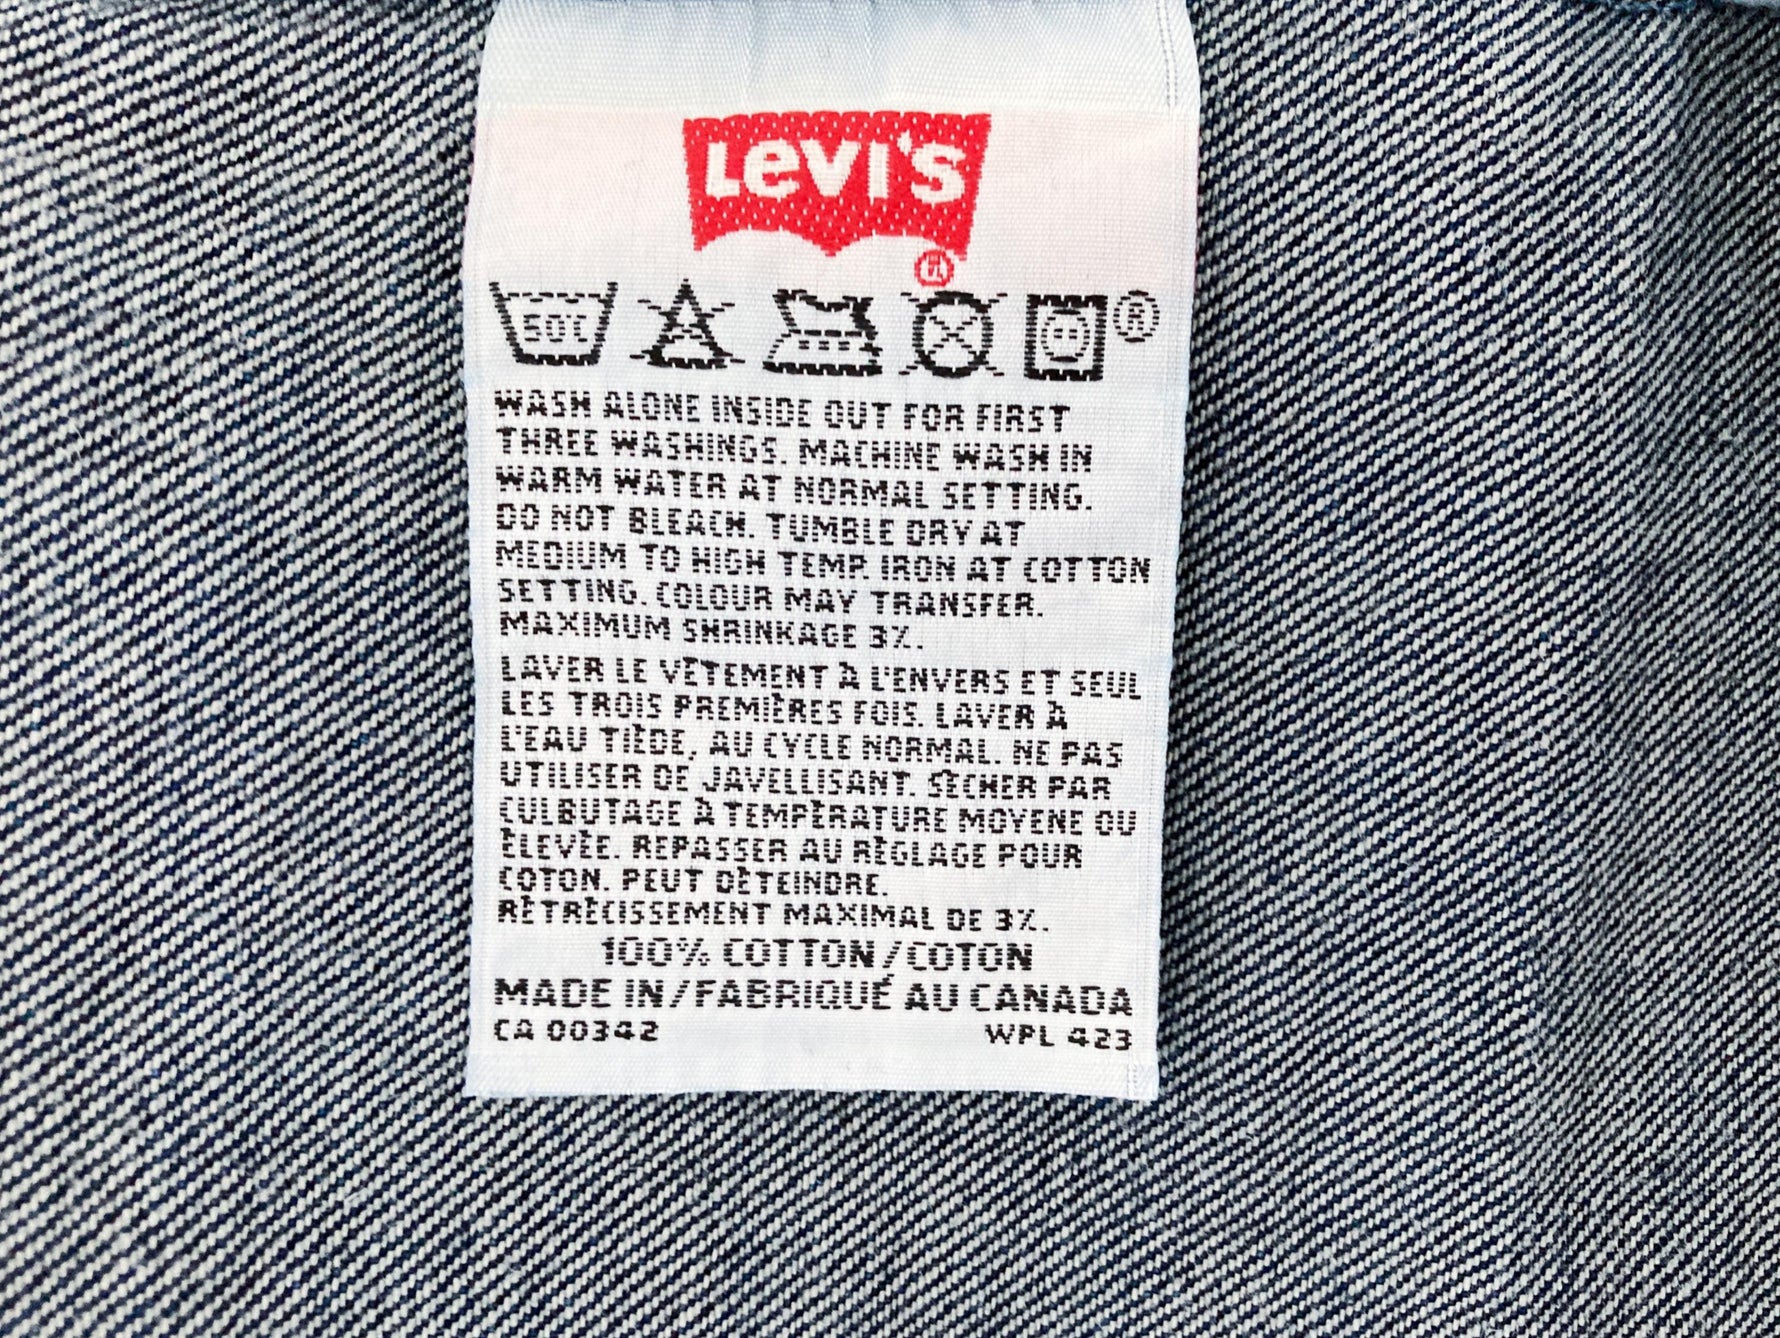 Levi's
®
50°C
®
WASH ALONE INSIDE OUT FOR FIRST
THREE WASHINGS. MACHINE WASH IN
WARM WATER AT NORMAL SETTING.
DO NOT BLEACH. TUMBLE DRY AT
MEDIUM TO HIGH TEMP. IRON AT COTTON
SETTING. COLOUR MAY TRANSFER.
MAXIMUM SHRINKAGE 3%.
LAVER LE VÊTEMENT À L'ENVERS ET SEUL
LES TROIS PREMIÈRES FOIS. LAVER À
L'EAU TIÈDE, AU CYCLE NORMAL. NE PAS
UTILISER DE JAVELLISANT. SÉCHER PAR
CULBUTAGE À TEMPÉRATURE MOYENE OU
ÉLEVÉE. REPASSER AU RÉGLAGE POUR
COTON. PEUT DÉTEINDRE.
RÉTRÉCISSEMENT MAXIMAL DE 3%.
100% COTTON/COTON
MADE IN/FABRIQUÉ AU CANADA
CA 00342 WPL 423